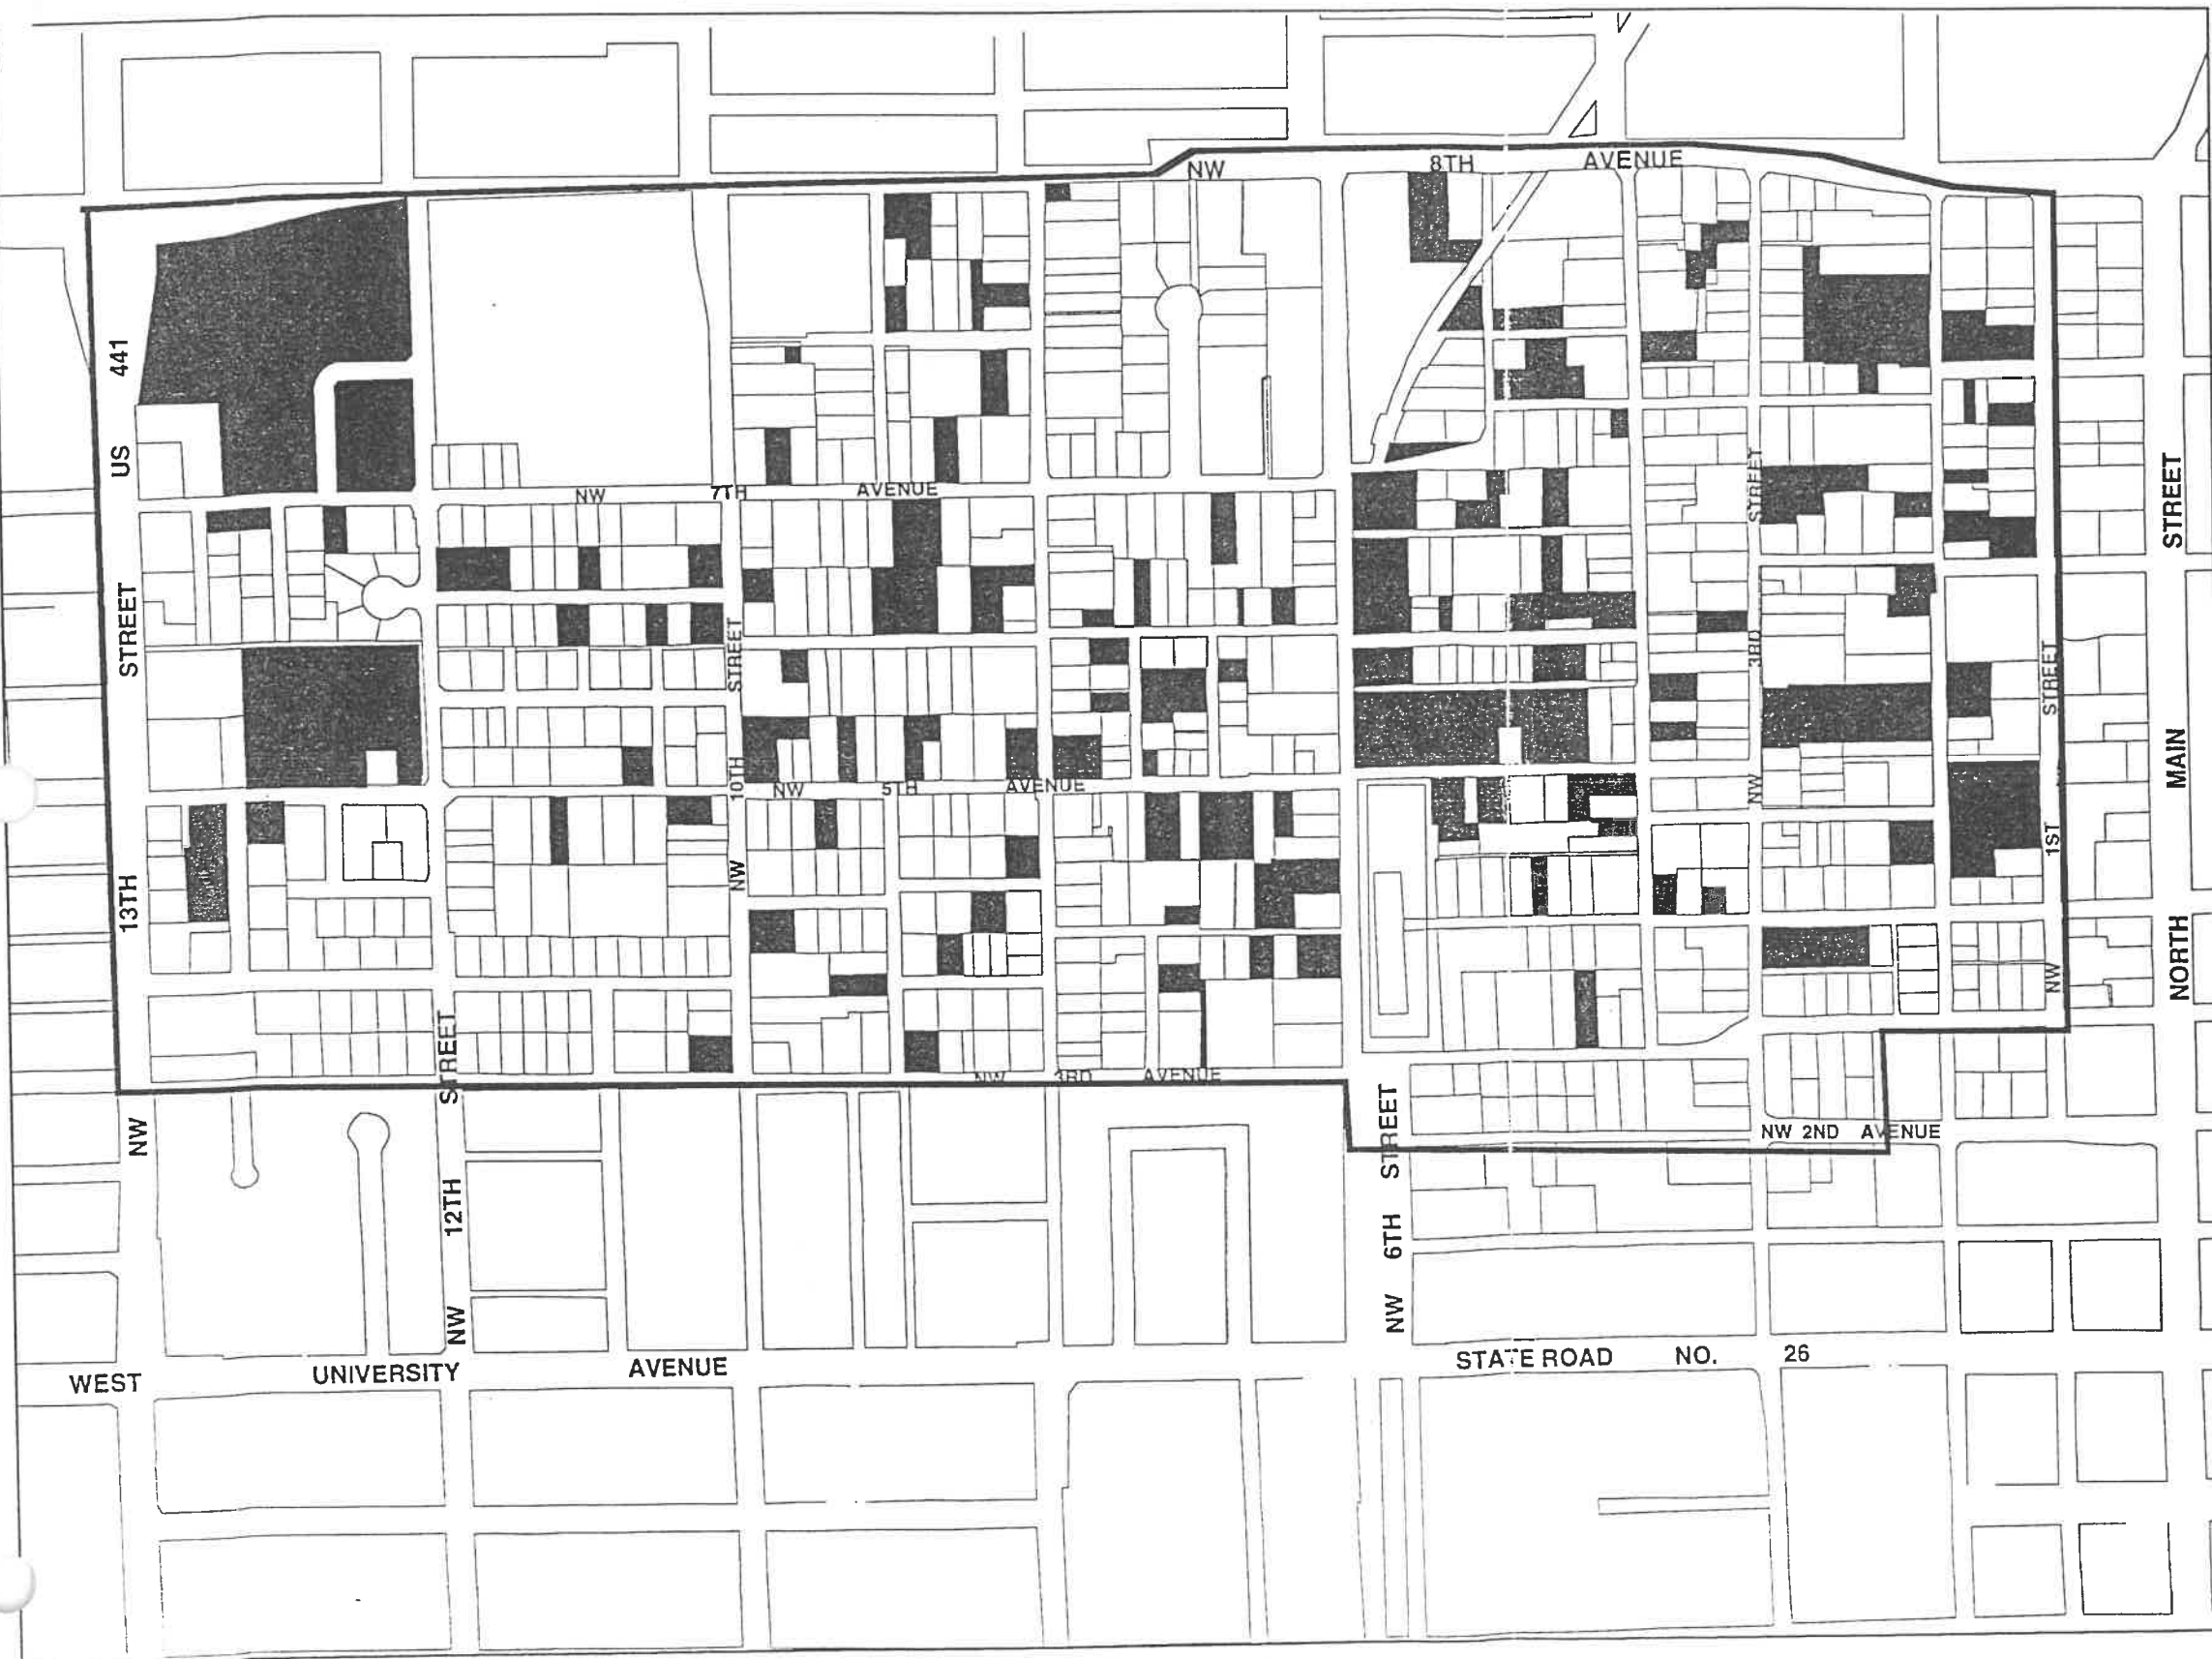 NW 8TH AVENUE
US 441
NW 7TH AVENUE
NW 13TH STREET
NW 10TH STREET
NW 3RD STREET
NW 1ST STREET
NORTH MAIN STREET
NW 5TH AVENUE
NW 3RD AVENUE
NW 2ND AVENUE
NW 12TH STREET
NW 6TH STREET
WEST UNIVERSITY AVENUE
STATE ROAD NO. 26